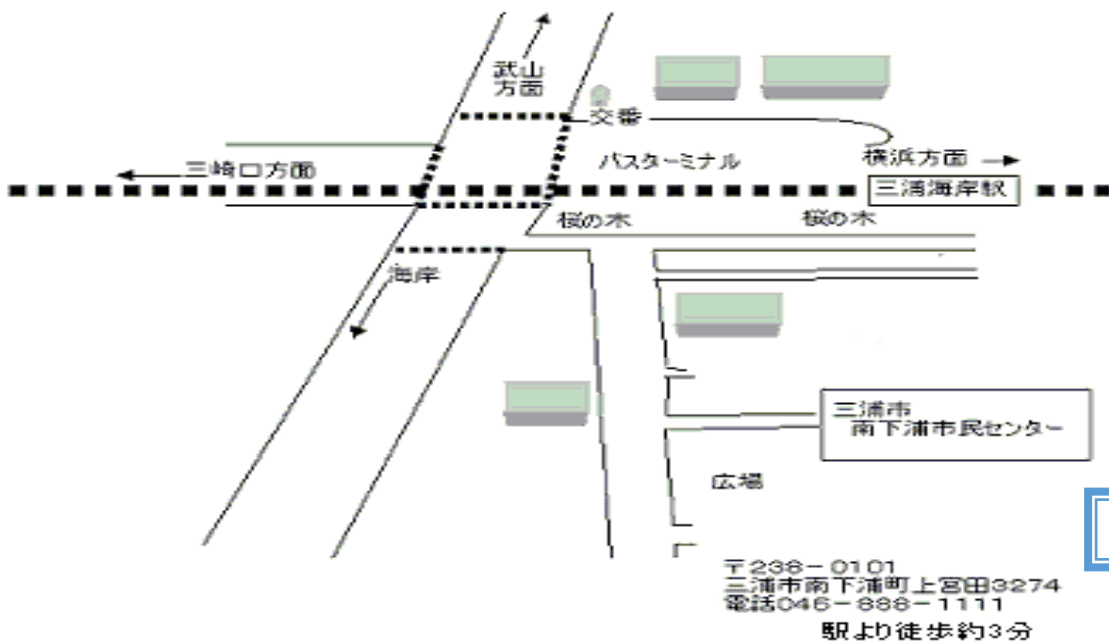 武山
方面
交番
三崎口方面
バスターミナル
横浜方面
三浦海岸駅
桜の木
桜の木
海岸
三浦市
南下浦市民センター
広場
〒238-0101
三浦市南下浦町上宮田3274
電話046-888-1111
駅より徒歩約3分